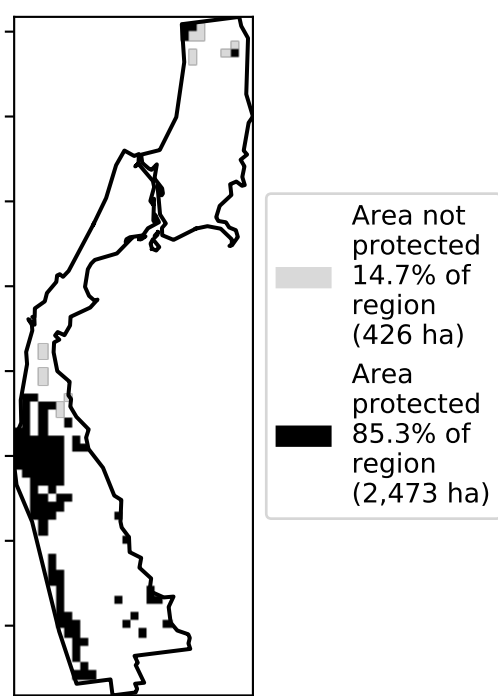 Area not
protected
14.7% of
region
(426 ha)
Area
protected
85.3% of
region
(2,473 ha)